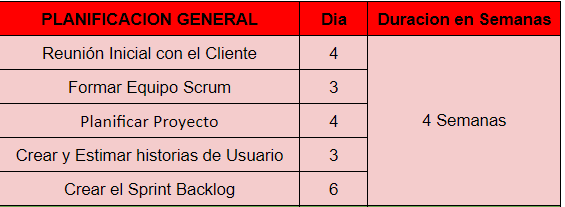 PLANIFICACION GENERAL Dia Duracion en Semanas
Reunión Inicial con el Cliente 4
Formar Equipo Scrum 3
Planificar Proyecto 4 4 Semanas
Crear y Estimar historias de Usuario 3
Crear el Sprint Backlog 6